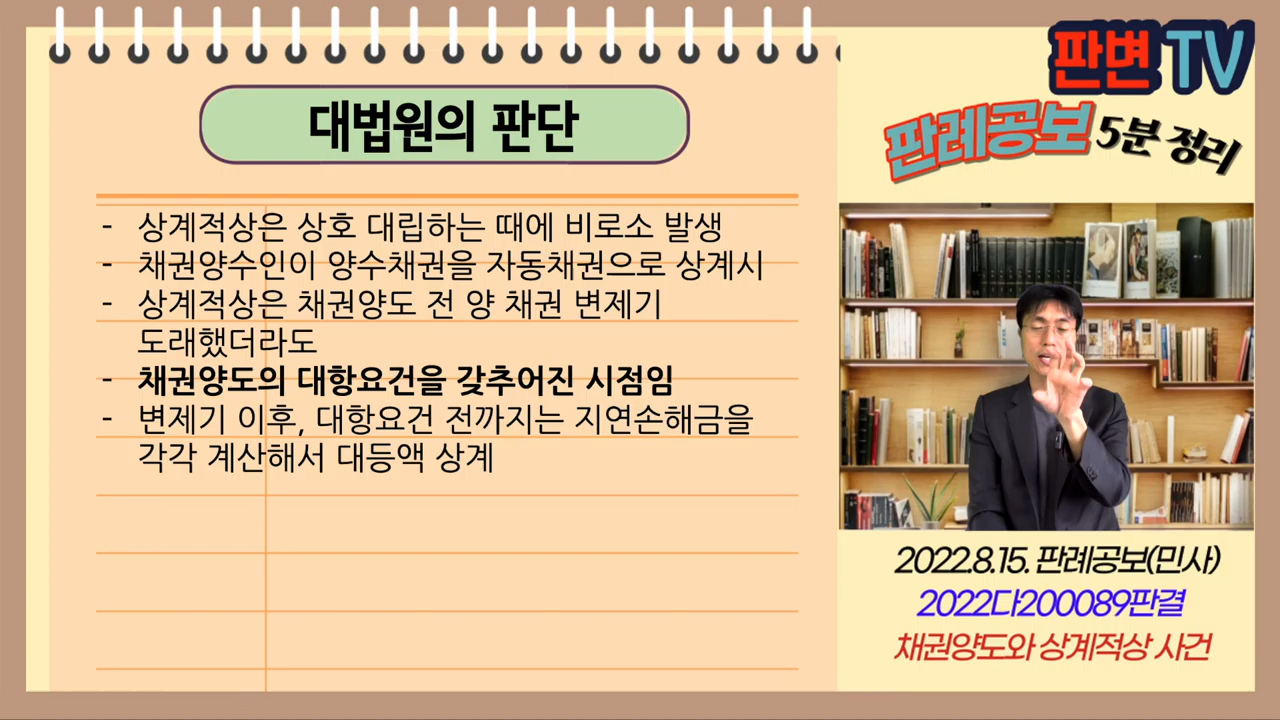 대법원의 판단
- 상계적상은 상호 대립하는 때에 비로소 발생
- 채권양수인이 양수채권을 자동채권으로 상계시
- 상계적상은 채권양도 전 양 채권 변제기
도래했더라도
- 채권양도의 대항요건을 갖추어진 시점임
- 변제기 이후, 대항요건 전까지는 지연손해금을
각각 계산해서 대등액 상계
판변 TV
판례공보 5분 정리
2022.8.15. 판례공보(민사)
2022다200089판결
채권양도와 상계적상 사건